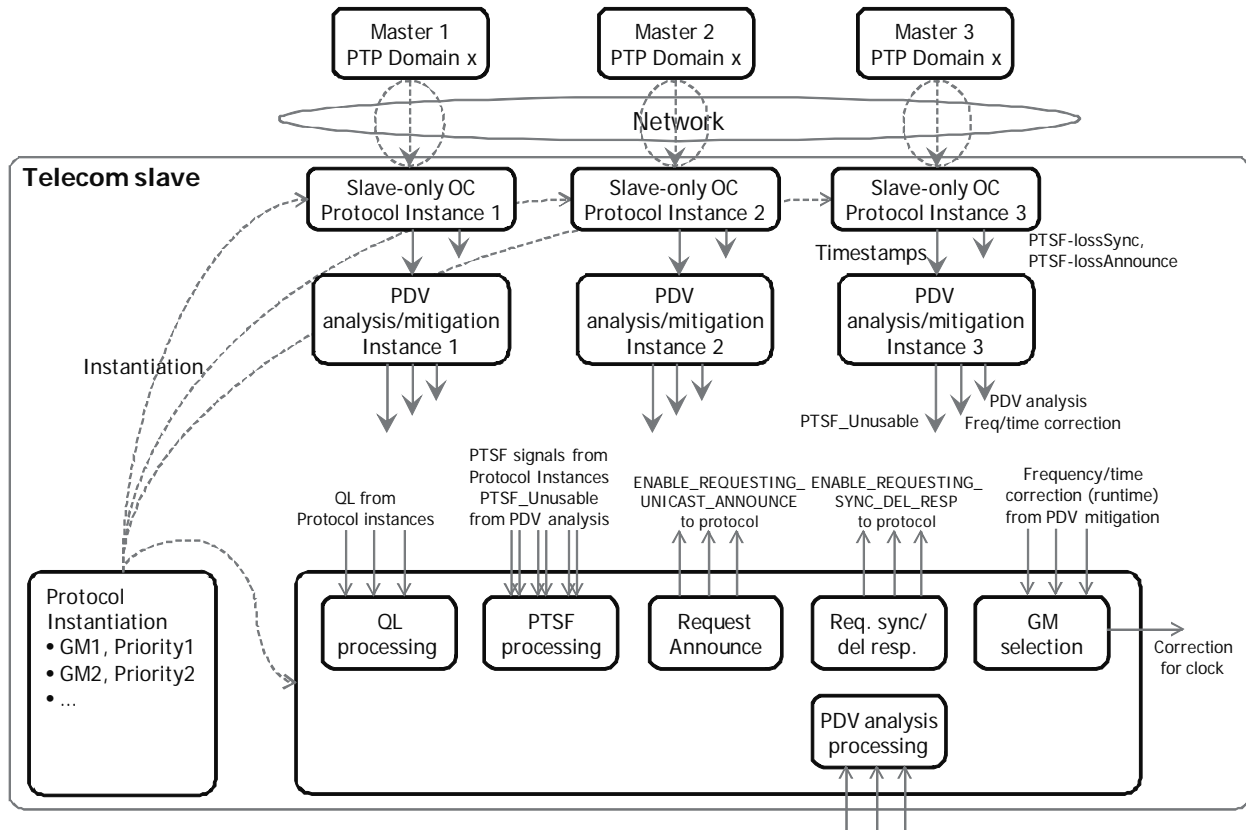 Master 1
PTP Domain x
Master 2
PTP Domain x
Master 3
PTP Domain x
Network
Telecom slave
Slave-only OC
Protocol Instance 1
Slave-only OC
Protocol Instance 2
Slave-only OC
Protocol Instance 3
Timestamps
PTSF-lossSync,
PTSF-lossAnnounce
PDV
analysis/mitigation
Instance 1
PDV
analysis/mitigation
Instance 2
PDV
analysis/mitigation
Instance 3
Instantiation
PTSF_Unusable
PDV analysis
Freq/time correction
QL from
Protocol instances
PTSF signals from
Protocol Instances
PTSF_Unusable
from PDV analysis
ENABLE_REQUESTING_
UNICAST_ANNOUNCE
to protocol
ENABLE_REQUESTING_
SYNC_DEL_RESP
to protocol
Frequency/time
correction (runtime)
from PDV mitigation
Protocol
Instantiation
• GM1, Priority1
• GM2, Priority2
• ...
QL
processing
PTSF
processing
Request
Announce
Req. sync/
del resp.
GM
selection
Correction
for clock
PDV analysis
processing